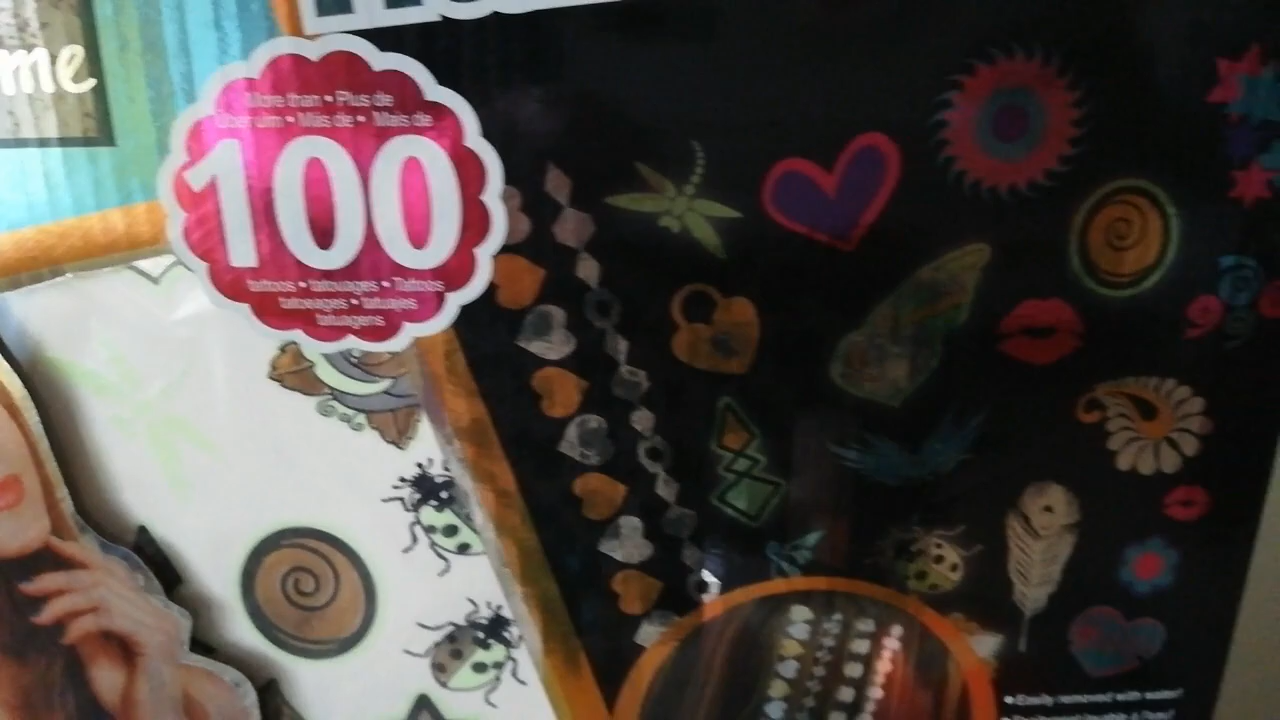 me
More than • Plus de
Über um • Más de • Mais de
100
tattoos • tatouages • Tattoos
tatoeages • tatuajes
tatuagens
• Easily removed with water!